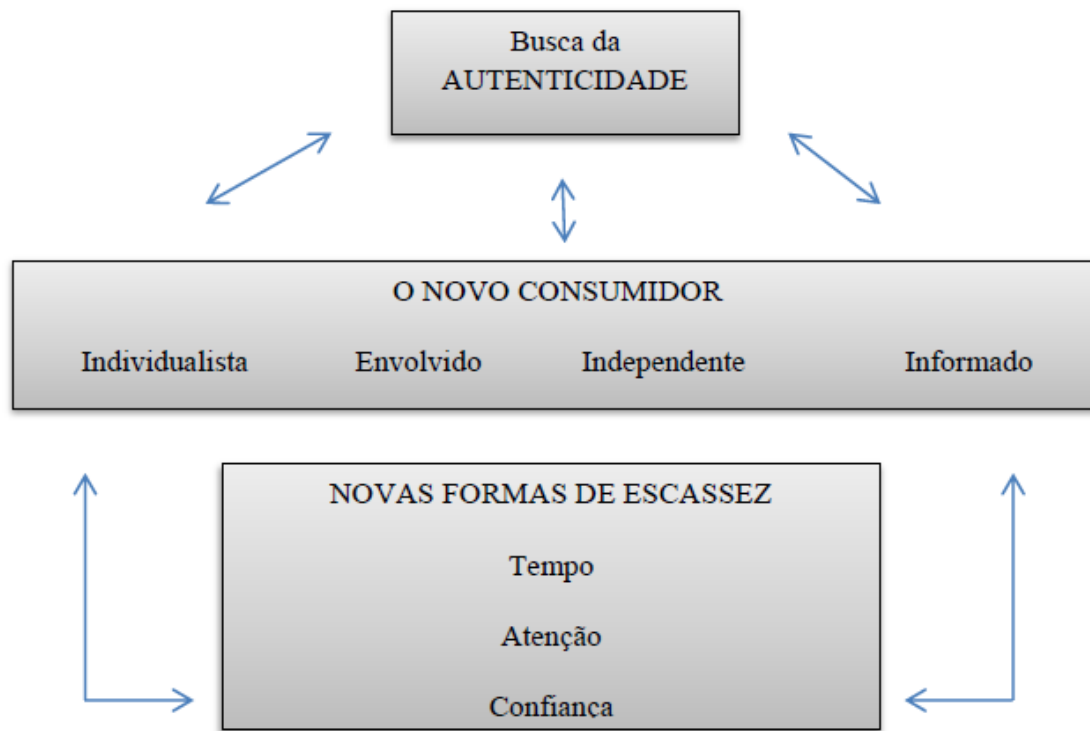 Busca da
AUTENTICIDADE
O NOVO CONSUMIDOR
Individualista Envolvido Independente Informado
NOVAS FORMAS DE ESCASSEZ
Tempo
Atenção
Confiança